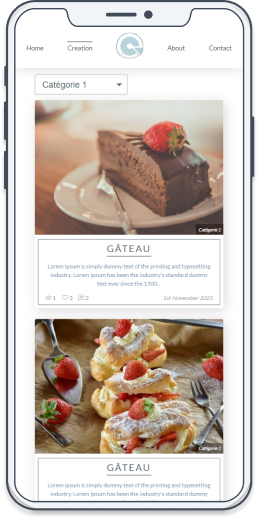 Home Creation About Contact
Catégorie 1
Catégorie 1
GÂTEAU
Lorem Ipsum is simply dummy text of the printing and typesetting
industry. Lorem Ipsum has been the industry's standard dummy
text ever since the 1500...
1 3 2 1st November 2021
Catégorie 1
GÂTEAU
Lorem Ipsum is simply dummy text of the printing and typesetting
industry. Lorem Ipsum has been the industry's standard dummy